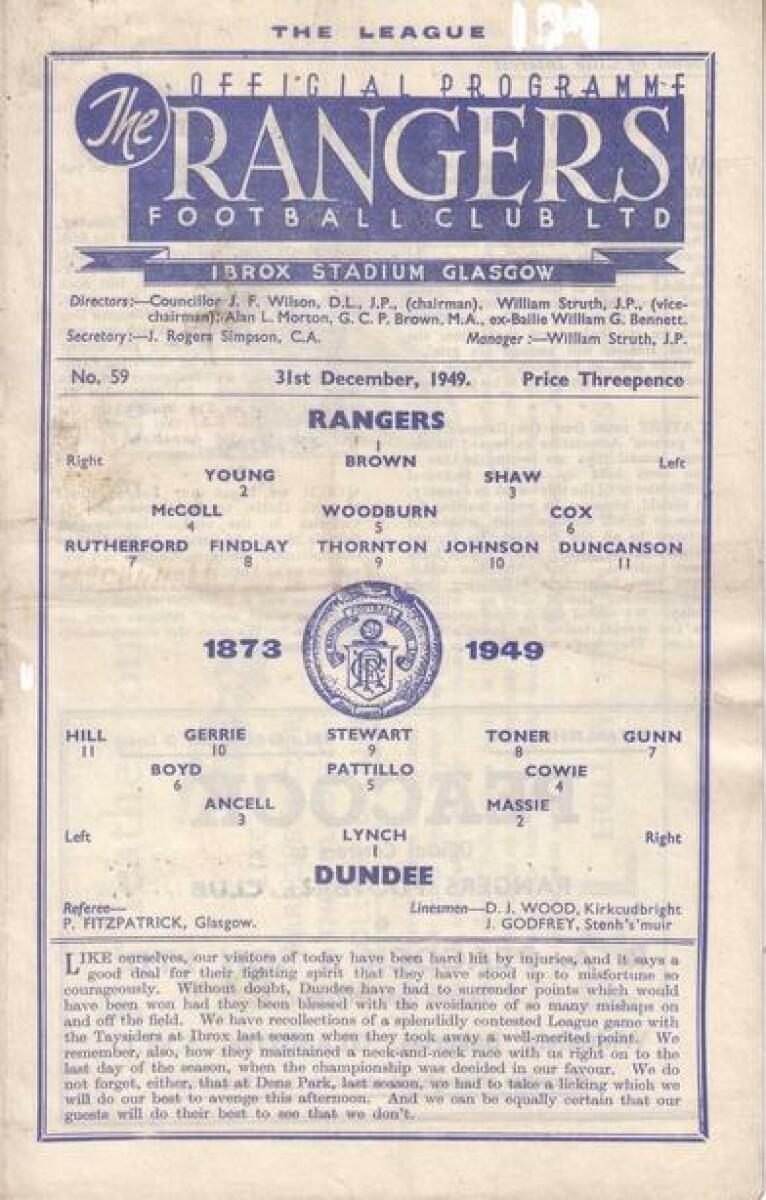 THE LEAGUE
OFFICIAL PROGRAMME
The RANGERS
FOOTBALL CLUB LTD
IBROX STADIUM GLASGOW
Directors:—Councillor J. F. Wilson, D.L., J.P., (chairman), William Struth, J.P., (vice-
chairman), Alan L. Morton, G. C. P. Brown, M.A., ex-Bailie William G. Bennett.
Secretary:—J. Rogers Simpson, C.A. Manager :—William Struth, J.P.
No. 59 31st December, 1949. Price Threepence
RANGERS
1
Right BROWN Left
YOUNG SHAW
2 3
McCOLL WOODBURN COX
4 5 6
RUTHERFORD FINDLAY THORNTON JOHNSON DUNCANSON
7 8 9 10 11
1873 1949
HILL GERRIE STEWART TONER GUNN
11 10 9 8 7
BOYD PATTILLO COWIE
6 5 4
ANCELL MASSIE
3 2
Left LYNCH Right
1
DUNDEE
Referee— Linesmen—D. J. WOOD, Kirkcudbright
P. FITZPATRICK, Glasgow. J. GODFREY, Stenh's'muir
LIKE ourselves, our visitors of today have been hard hit by injuries, and it says a
good deal for their fighting spirit that they have stood up to misfortune so
courageously. Without doubt, Dundee have had to surrender points which would
have been won had they been blessed with the avoidance of so many mishaps on
and off the field. We have recollections of a splendidly contested League game with
the Taysiders at Ibrox last season when they took away a well-merited point. We
remember, also, how they maintained a neck-and-neck race with us right on to the
last day of the season, when the championship was decided in our favour. We do
not forget, either, that at Dens Park, last season, we had to take a licking which we
will do our best to avenge this afternoon. And we can be equally certain that our
guests will do their best to see that we don't.